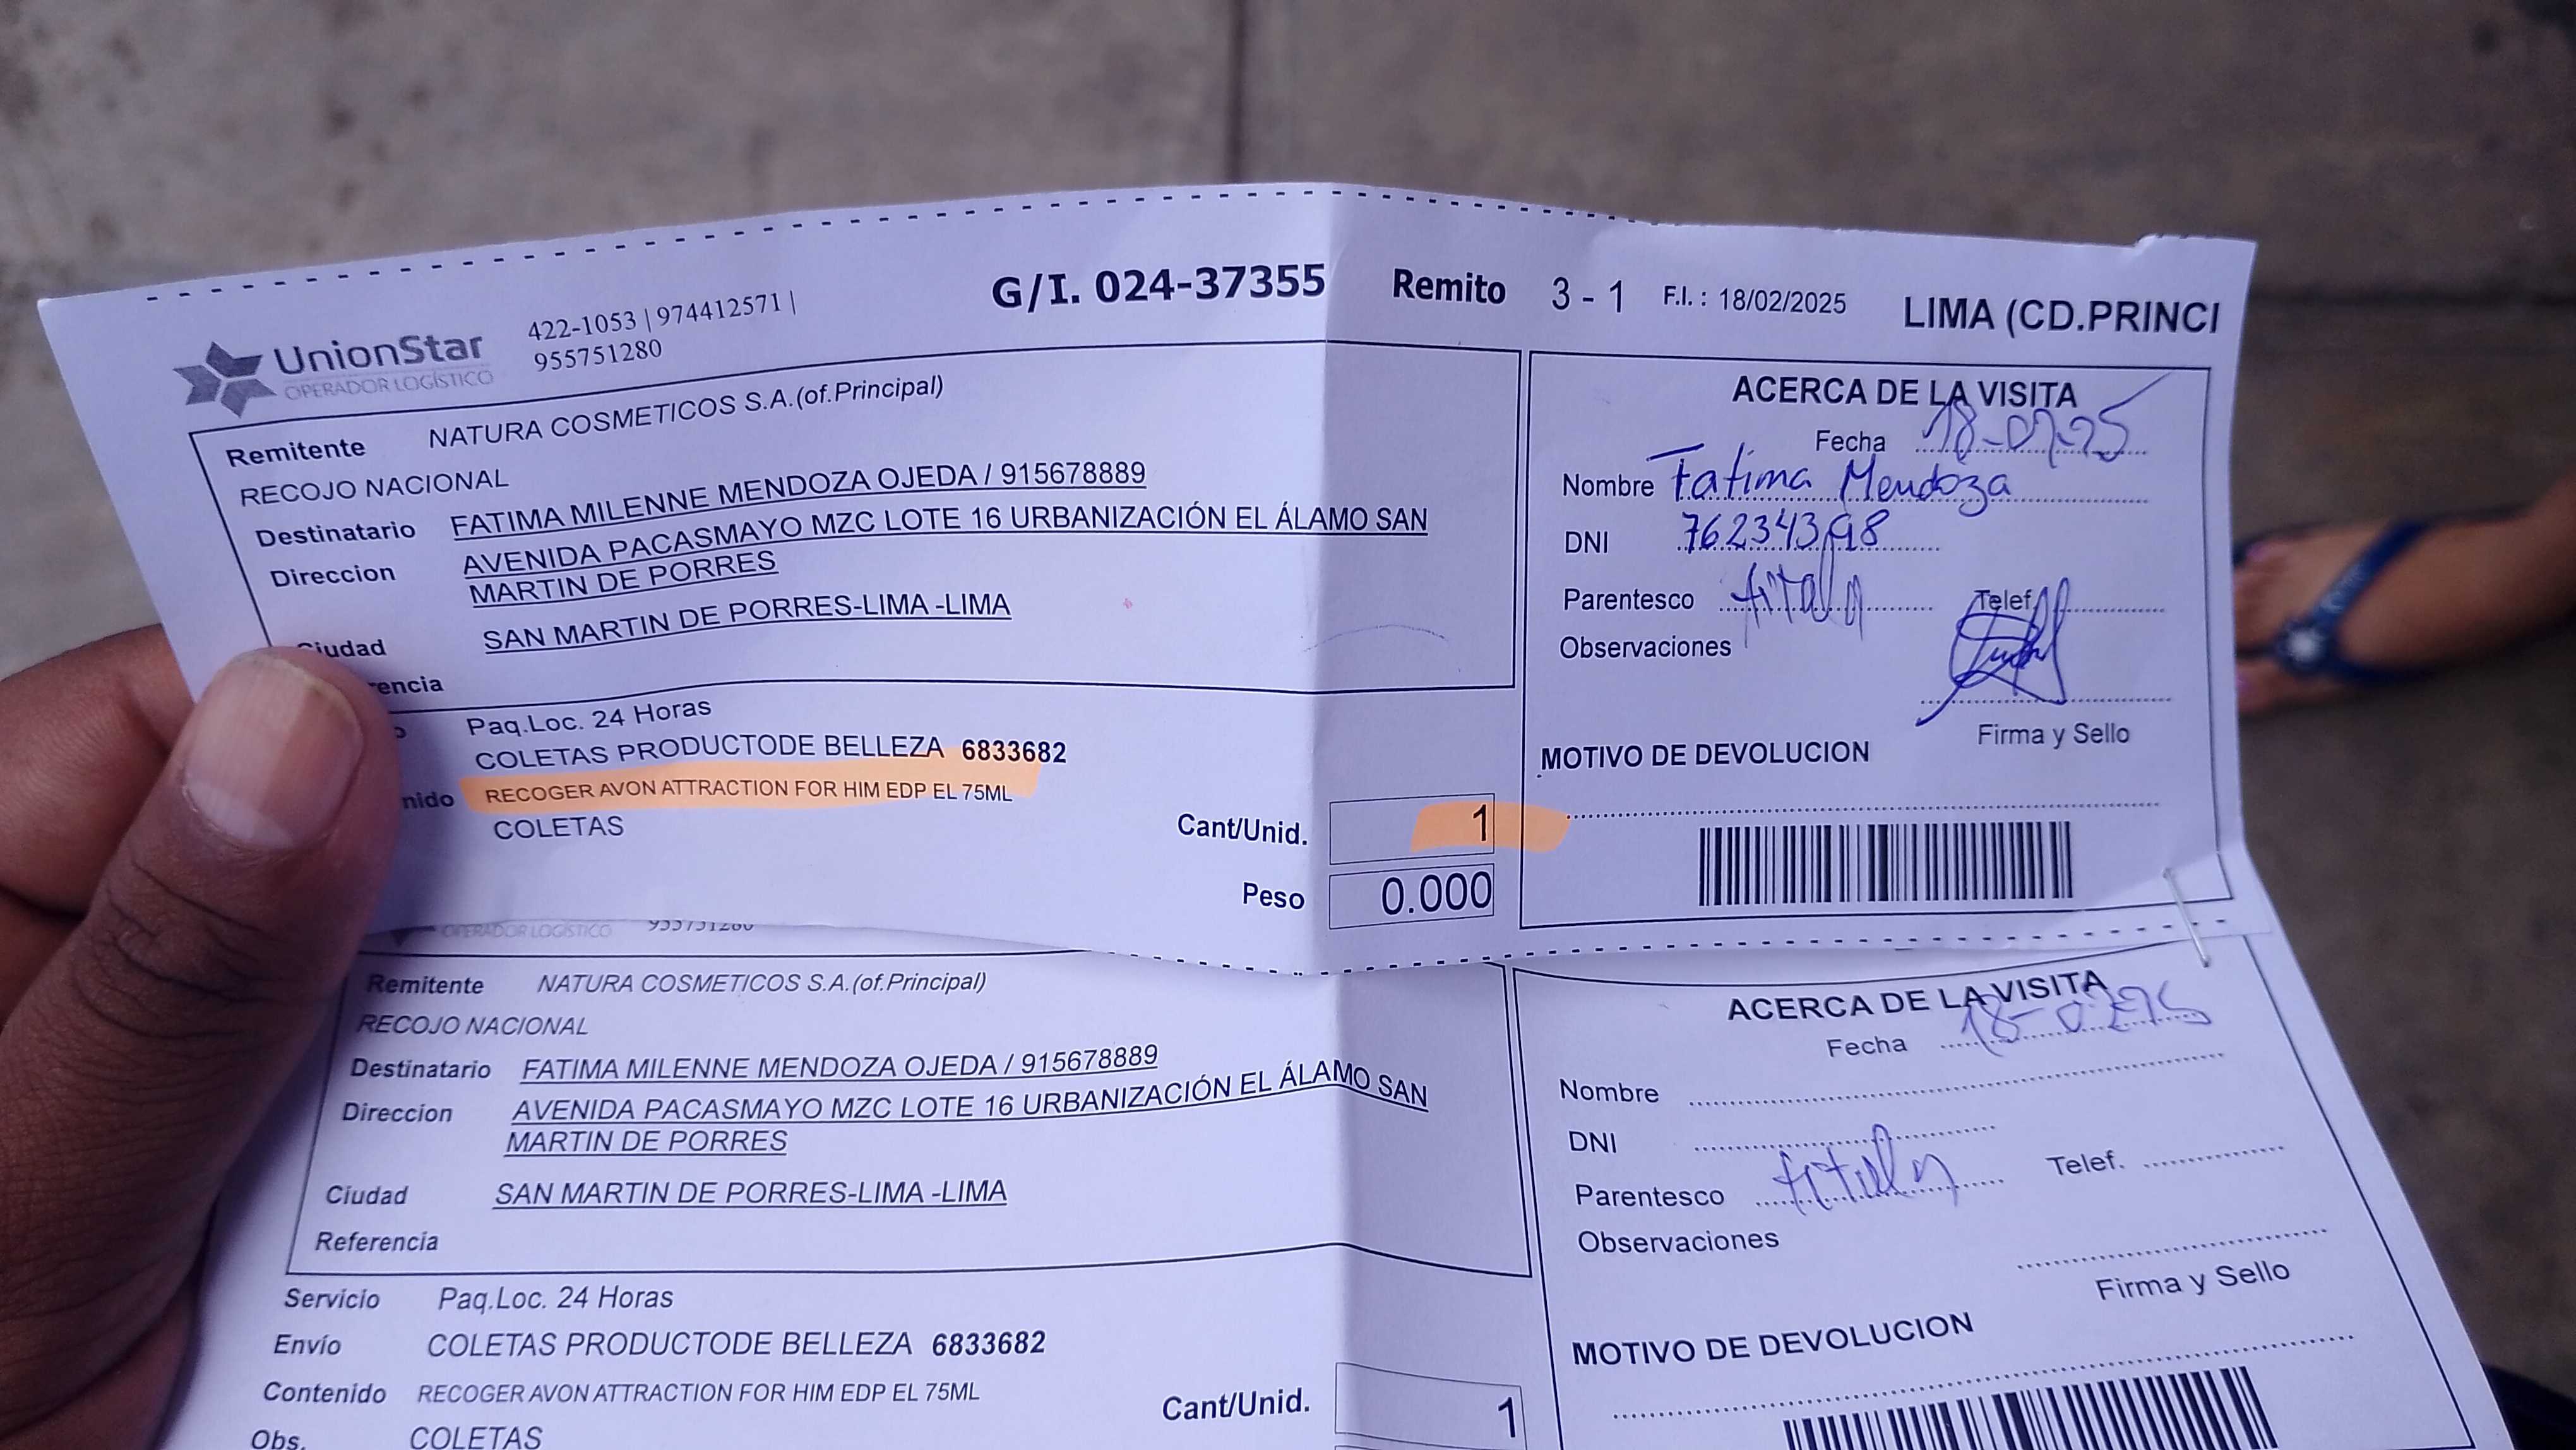 G/I. 024-37355 Remito 3 - 1 F.I. : 18/02/2025 LIMA (CD.PRINCI
UnionStar
OPERADOR LOGÍSTICO
422-1053 | 974412571 |
955751280
Remitente NATURA COSMETICOS S.A.(of.Principal)
RECOJO NACIONAL
Destinatario FATIMA MILENNE MENDOZA OJEDA / 915678889
Direccion AVENIDA PACASMAYO MZC LOTE 16 URBANIZACIÓN EL ÁLAMO SAN
MARTIN DE PORRES
Ciudad SAN MARTIN DE PORRES-LIMA -LIMA
rencia
Paq.Loc. 24 Horas
COLETAS PRODUCTODE BELLEZA 6833682
nido RECOGER AVON ATTRACTION FOR HIM EDP EL 75ML
COLETAS
Cant/Unid. 1
Peso 0.000
ACERCA DE LA VISITA
Fecha
Nombre Fatima Mendoza
DNI
Parentesco
Telef.
Observaciones
Firma y Sello
MOTIVO DE DEVOLUCION
OPERADOR LOGÍSTICO 955751280
Remitente NATURA COSMETICOS S.A.(of.Principal)
RECOJO NACIONAL
Destinatario FATIMA MILENNE MENDOZA OJEDA / 915678889
Direccion AVENIDA PACASMAYO MZC LOTE 16 URBANIZACIÓN EL ÁLAMO SAN
MARTIN DE PORRES
Ciudad SAN MARTIN DE PORRES-LIMA -LIMA
Referencia
Servicio Paq.Loc. 24 Horas
Envío COLETAS PRODUCTODE BELLEZA 6833682
Contenido RECOGER AVON ATTRACTION FOR HIM EDP EL 75ML
Obs. COLETAS
Cant/Unid. 1
ACERCA DE LA VISITA
Fecha
Nombre
DNI
Parentesco
Telef.
Observaciones
Firma y Sello
MOTIVO DE DEVOLUCION